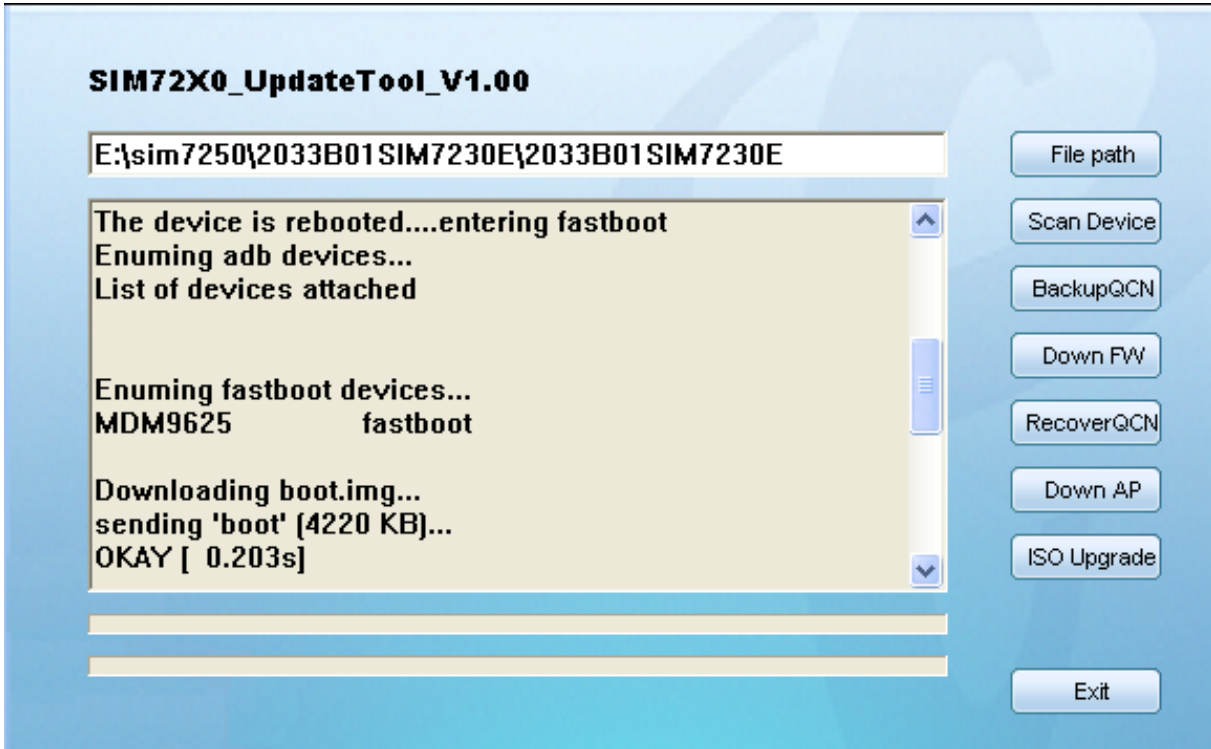 SIM72X0_UpdateTool_V1.00
E:\sim7250\2033B01SIM7230E\2033B01SIM7230E
File path
The device is rebooted....entering fastboot
Enuming adb devices...
List of devices attached
Enuming fastboot devices...
MDM9625 fastboot
Downloading boot.img...
sending 'boot' (4220 KB)...
OKAY [ 0.203s]
Scan Device
BackupQCN
Down FW
RecoverQCN
Down AP
ISO Upgrade
Exit